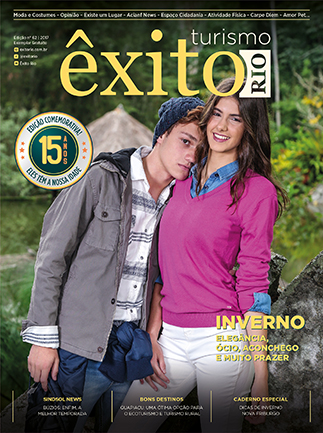 Moda e Costumes - Opinião - Existe um Lugar - Acianf News - Espaço Cidadania - Atividade Física - Carpe Diem - Amor Pet...
Edição nº 62 | 2017
Exemplar Gratuito
turismo
êxito
RIO
EDIÇÃO COMEMORATIVA!
15
ANOS
ELES TÊM A NOSSA IDADE
INVERNO
ELEGÂNCIA,
ÓCIO, ACONCHEGO
E MUITO PRAZER
SINDSOL NEWS
BÚZIOS: ENFIM, A
MELHOR TEMPORADA
BONS DESTINOS
GUAPIAÇU, UMA ÓTIMA OPÇÃO PARA
O ECOTURISMO E TURISMO RURAL
CADERNO ESPECIAL
DICAS DE INVERNO
NOVA FRIBURGO